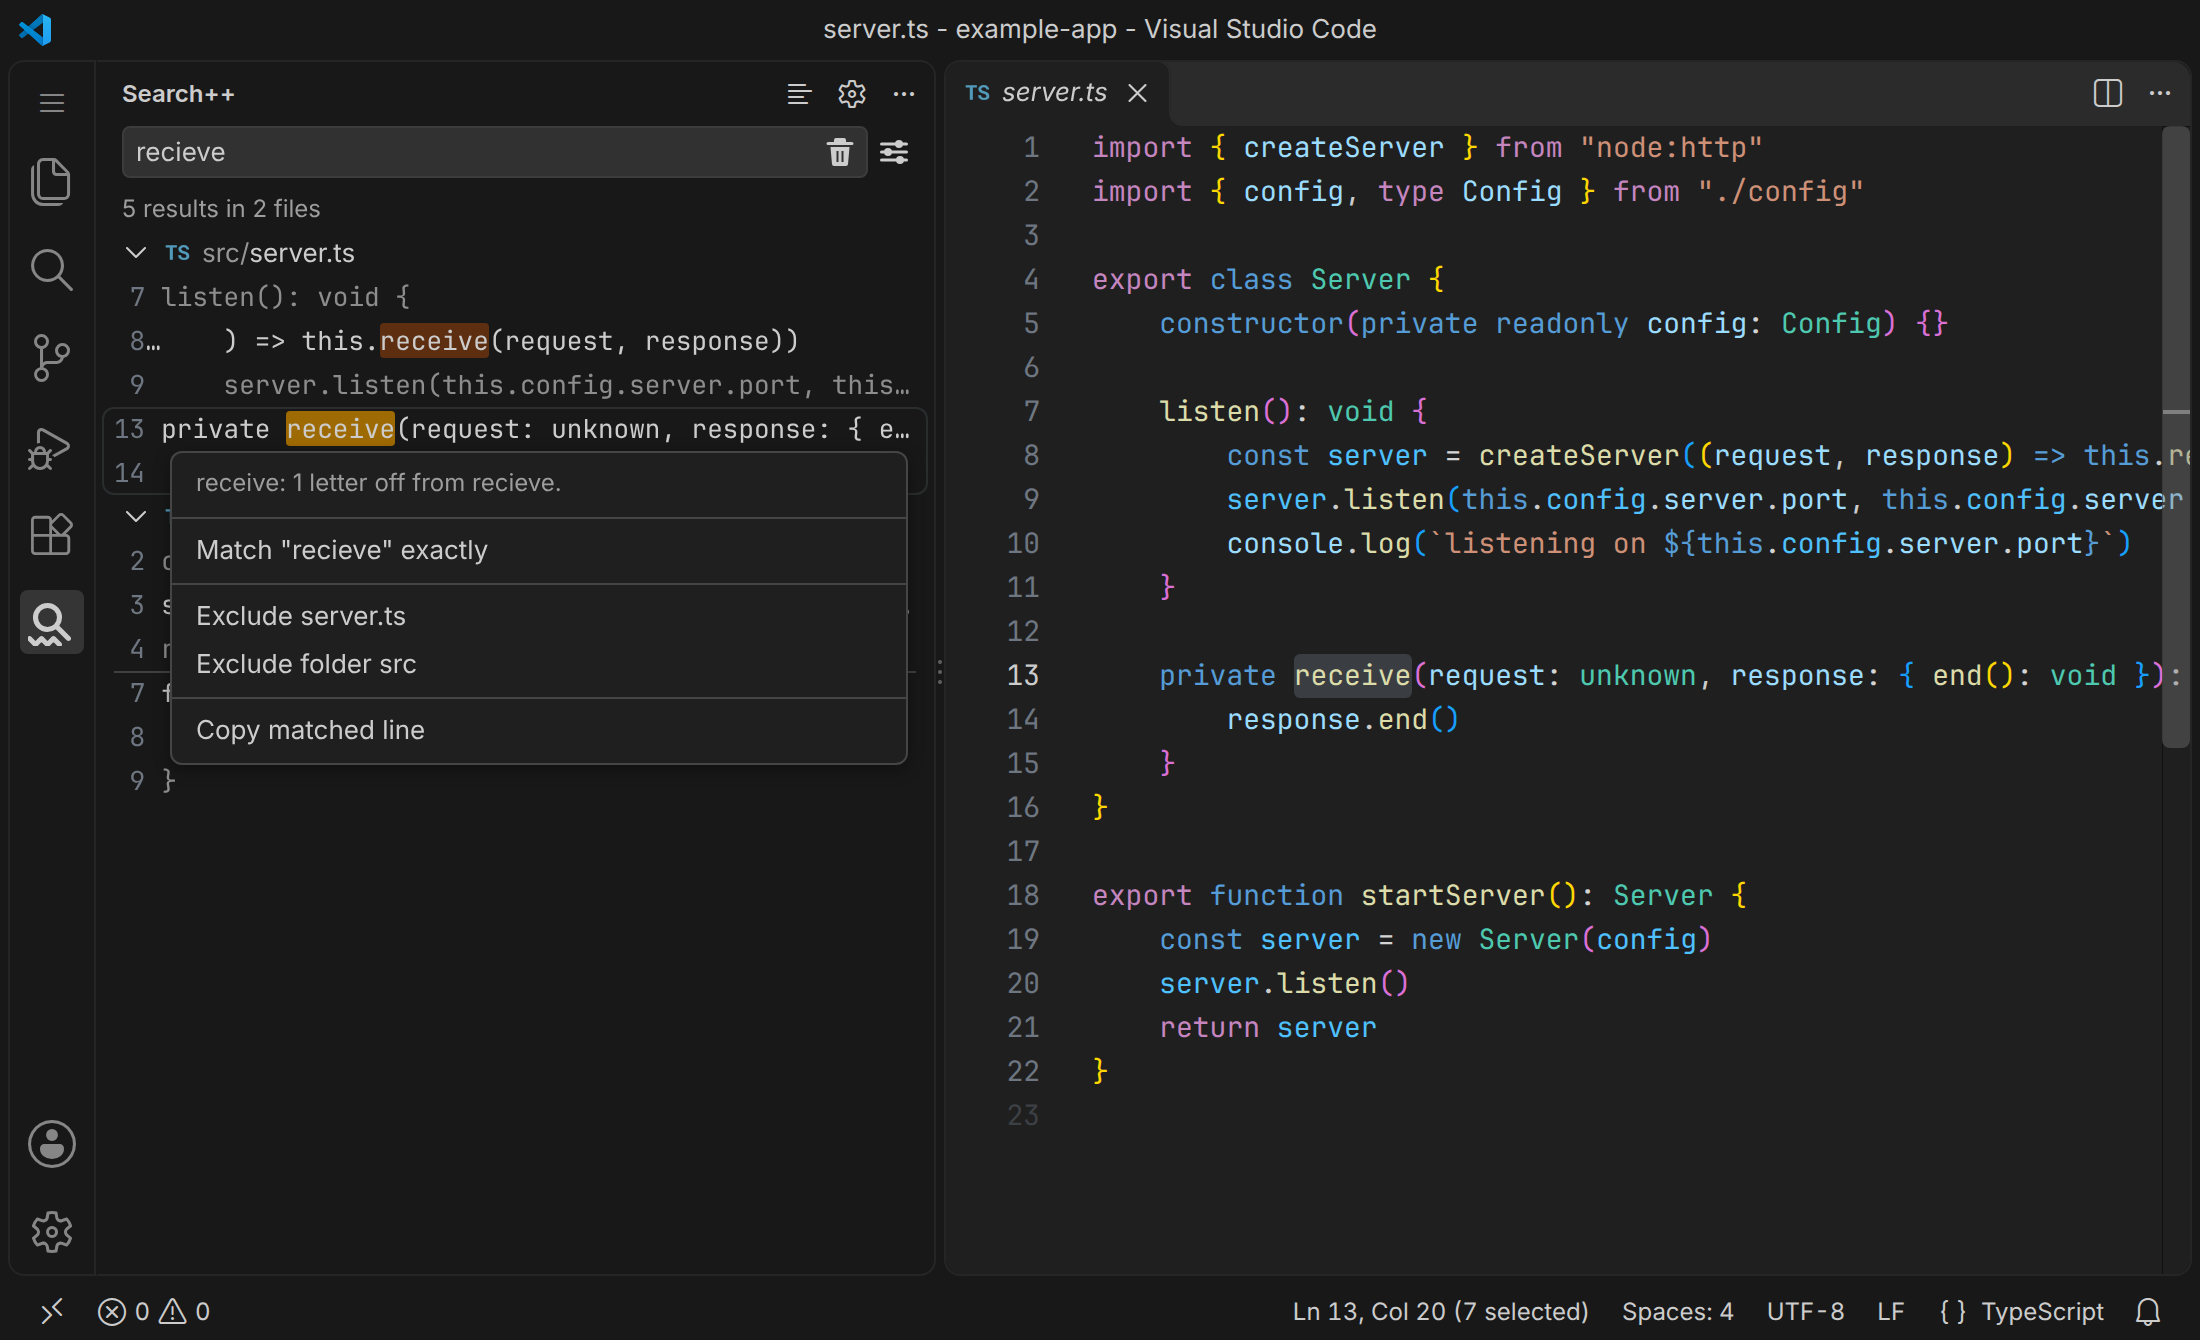 server.ts - example-app - Visual Studio Code
Search++
recieve
5 results in 2 files
TS src/server.ts
7 listen(): void {
8… ) => this.receive(request, response))
9 server.listen(this.config.server.port, this…
13 private receive(request: unknown, response: { e…
14
receive: 1 letter off from recieve.
Match "recieve" exactly
2
Exclude server.ts
3
Exclude folder src
4
7
Copy matched line
8
9 }
TS server.ts
1 import { createServer } from "node:http"
2 import { config, type Config } from "./config"
3
4 export class Server {
5 constructor(private readonly config: Config) {}
6
7 listen(): void {
8 const server = createServer((request, response) => this.re
9 server.listen(this.config.server.port, this.config.server
10 console.log(`listening on ${this.config.server.port}`)
11 }
12
13 private receive(request: unknown, response: { end(): void }):
14 response.end()
15 }
16 }
17
18 export function startServer(): Server {
19 const server = new Server(config)
20 server.listen()
21 return server
22 }
23
0 0
Ln 13, Col 20 (7 selected) Spaces: 4 UTF-8 LF { } TypeScript